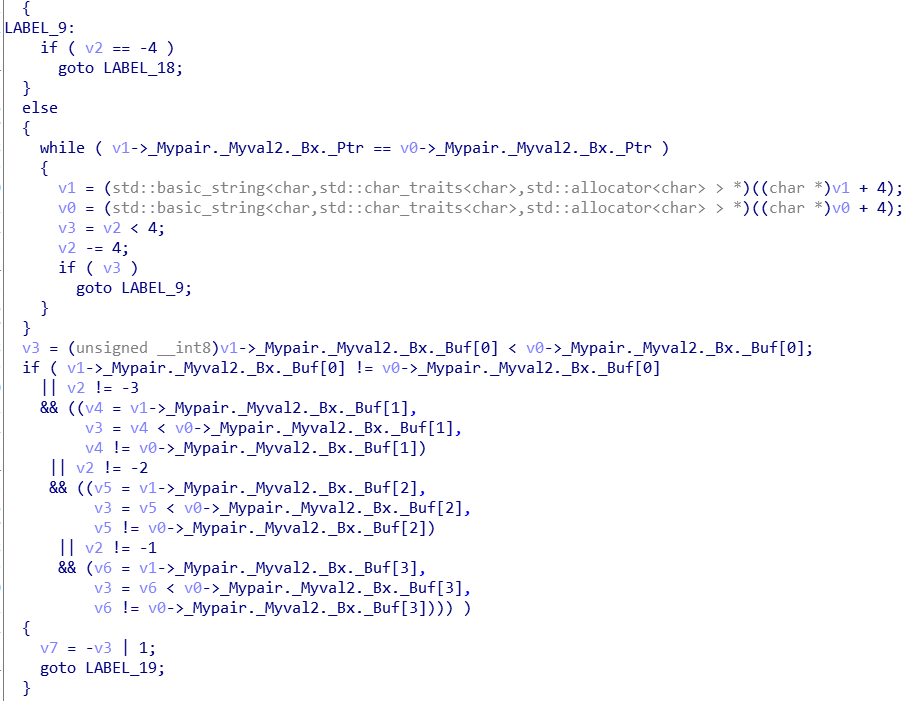 {
LABEL_9:
if ( v2 == -4 )
goto LABEL_18;
}
else
{
while ( v1->_Mypair._Myval2._Bx._Ptr == v0->_Mypair._Myval2._Bx._Ptr )
{
v1 = (std::basic_string<char,std::char_traits<char>,std::allocator<char> > *)((char *)v1 + 4);
v0 = (std::basic_string<char,std::char_traits<char>,std::allocator<char> > *)((char *)v0 + 4);
v3 = v2 < 4;
v2 -= 4;
if ( v3 )
goto LABEL_9;
}
}
v3 = (unsigned __int8)v1->_Mypair._Myval2._Bx._Buf[0] < v0->_Mypair._Myval2._Bx._Buf[0];
if ( v1->_Mypair._Myval2._Bx._Buf[0] != v0->_Mypair._Myval2._Bx._Buf[0]
|| v2 != -3
&& ((v4 = v1->_Mypair._Myval2._Bx._Buf[1],
v3 = v4 < v0->_Mypair._Myval2._Bx._Buf[1],
v4 != v0->_Mypair._Myval2._Bx._Buf[1])
|| v2 != -2
&& ((v5 = v1->_Mypair._Myval2._Bx._Buf[2],
v3 = v5 < v0->_Mypair._Myval2._Bx._Buf[2],
v5 != v0->_Mypair._Myval2._Bx._Buf[2])
|| v2 != -1
&& (v6 = v1->_Mypair._Myval2._Bx._Buf[3],
v3 = v6 < v0->_Mypair._Myval2._Bx._Buf[3],
v6 != v0->_Mypair._Myval2._Bx._Buf[3]))) )
{
v7 = -v3 | 1;
goto LABEL_19;
}